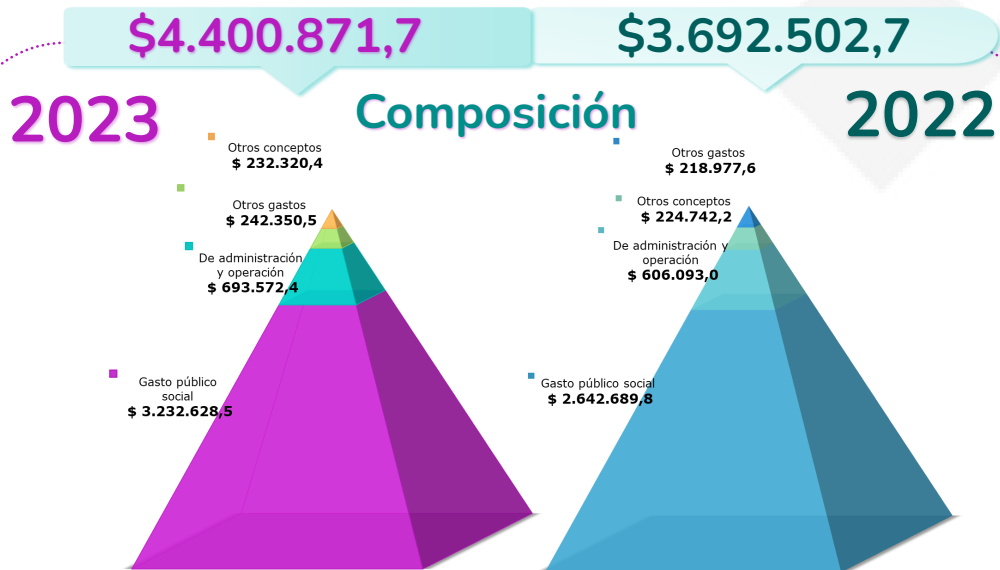 $4.400.871,7
$3.692.502,7
2023
Composición
2022
Otros conceptos
$ 232.320,4
Otros gastos
$ 242.350,5
De administración
y operación
$ 693.572,4
Gasto público
social
$ 3.232.628,5
Otros gastos
$ 218.977,6
Otros conceptos
$ 224.742,2
De administración y
operación
$ 606.093,0
Gasto público social
$ 2.642.689,8